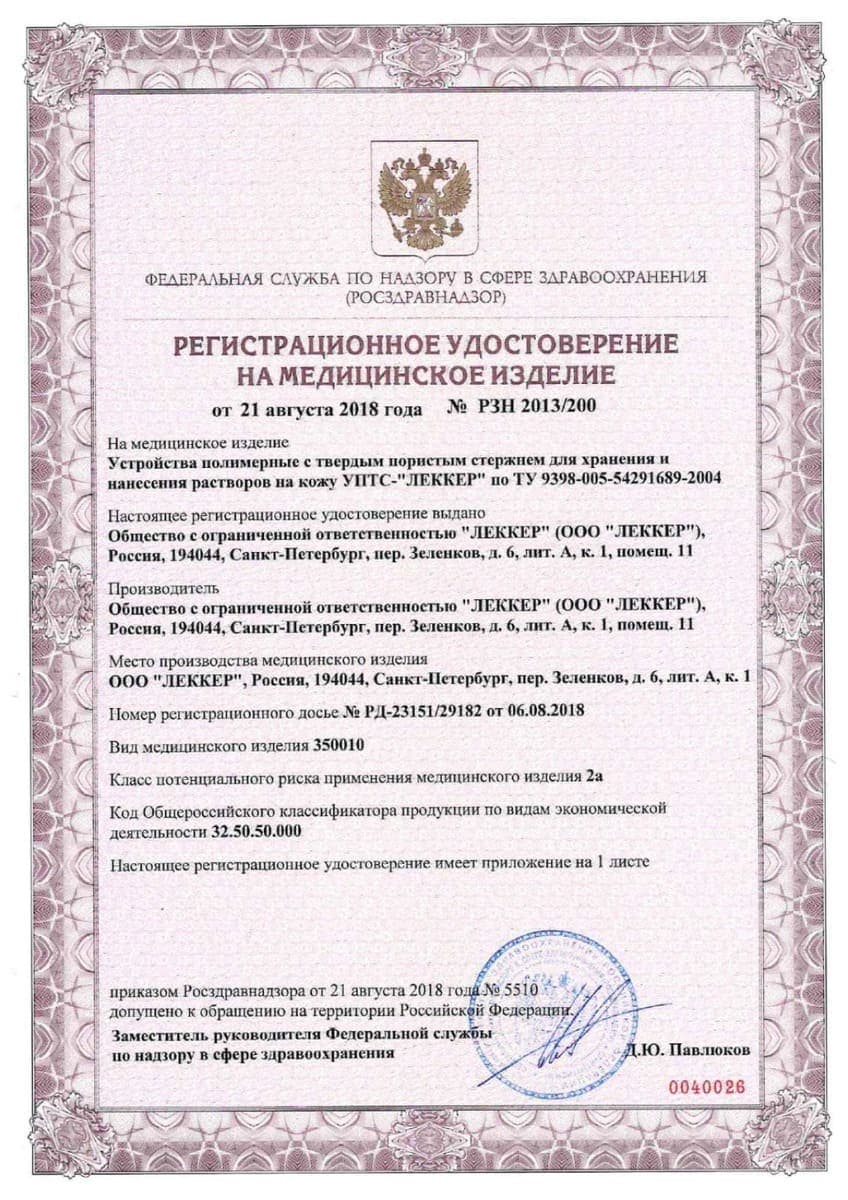 ФЕДЕРАЛЬНАЯ СЛУЖБА ПО НАДЗОРУ В СФЕРЕ ЗДРАВООХРАНЕНИЯ
(РОСЗДРАВНАДЗОР)
РЕГИСТРАЦИОННОЕ УДОСТОВЕРЕНИЕ
НА МЕДИЦИНСКОЕ ИЗДЕЛИЕ
от 21 августа 2018 года № РЗН 2013/200
На медицинское изделие
Устройства полимерные с твердым пористым стержнем для хранения и
нанесения растворов на кожу УПТС-"ЛЕККЕР" по ТУ 9398-005-54291689-2004
Настоящее регистрационное удостоверение выдано
Общество с ограниченной ответственностью "ЛЕККЕР" (ООО "ЛЕККЕР"),
Россия, 194044, Санкт-Петербург, пер. Зеленков, д. 6, лит. А, к. 1, помещ. 11
Производитель
Общество с ограниченной ответственностью "ЛЕККЕР" (ООО "ЛЕККЕР"),
Россия, 194044, Санкт-Петербург, пер. Зеленков, д. 6, лит. А, к. 1, помещ. 11
Место производства медицинского изделия
ООО "ЛЕККЕР", Россия, 194044, Санкт-Петербург, пер. Зеленков, д. 6, лит. А, к. 1
Номер регистрационного досье № РД-23151/29182 от 06.08.2018
Вид медицинского изделия 350010
Класс потенциального риска применения медицинского изделия 2а
Код Общероссийского классификатора продукции по видам экономической
деятельности 32.50.50.000
Настоящее регистрационное удостоверение имеет приложение на 1 листе
приказом Росздравнадзора от 21 августа 2018 года № 5510
допущено к обращению на территории Российской Федерации.
Заместитель руководителя Федеральной службы
по надзору в сфере здравоохранения
Д.Ю. Павлюков
0040026